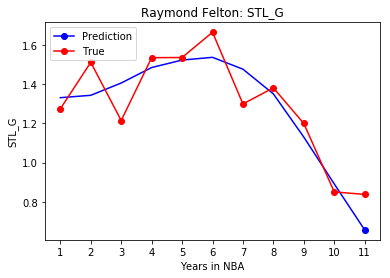 Raymond Felton: STL_G
Prediction
True
1.6
1.4
1.2
1.0
0.8
STL_G
1 2 3 4 5 6 7 8 9 10 11
Years in NBA